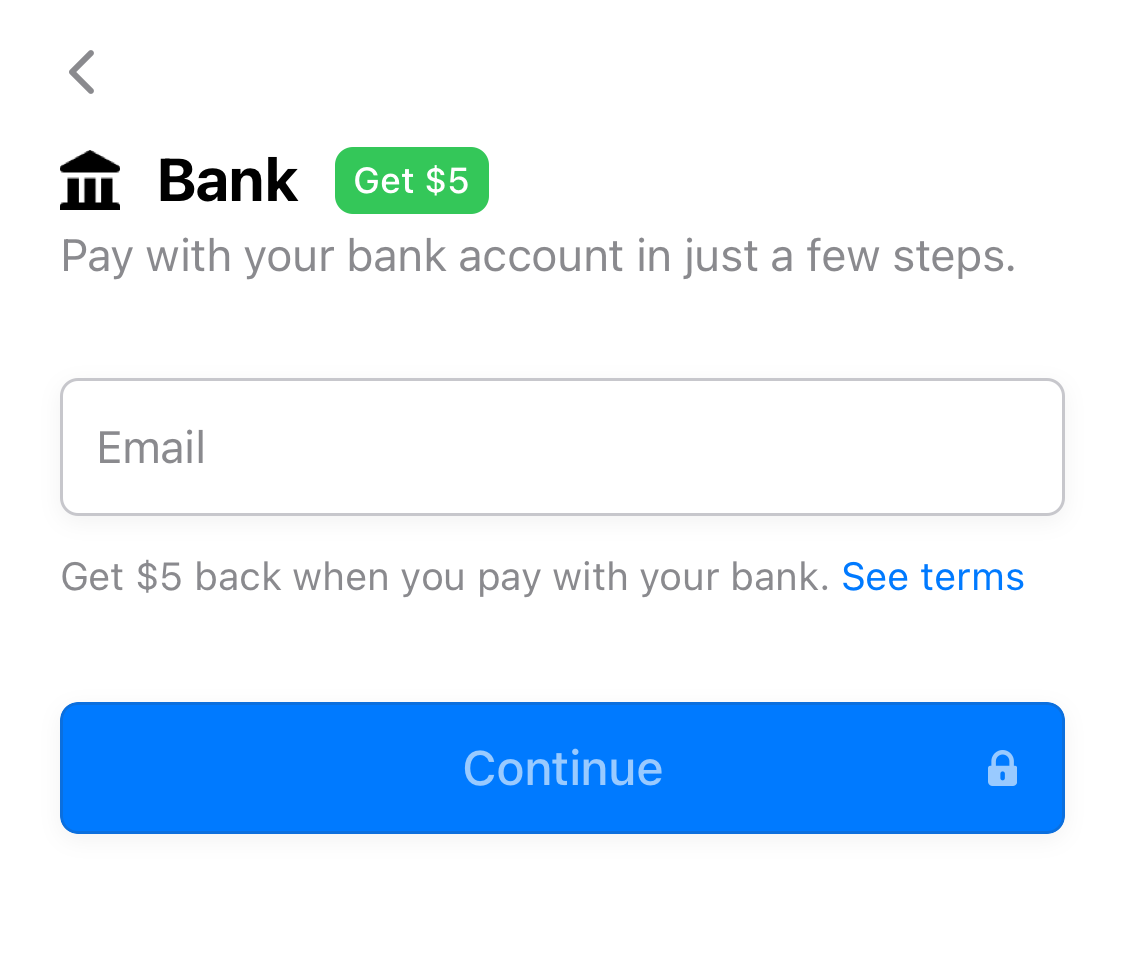 Bank Get $5
Pay with your bank account in just a few steps.
Email
Get $5 back when you pay with your bank. See terms
Continue